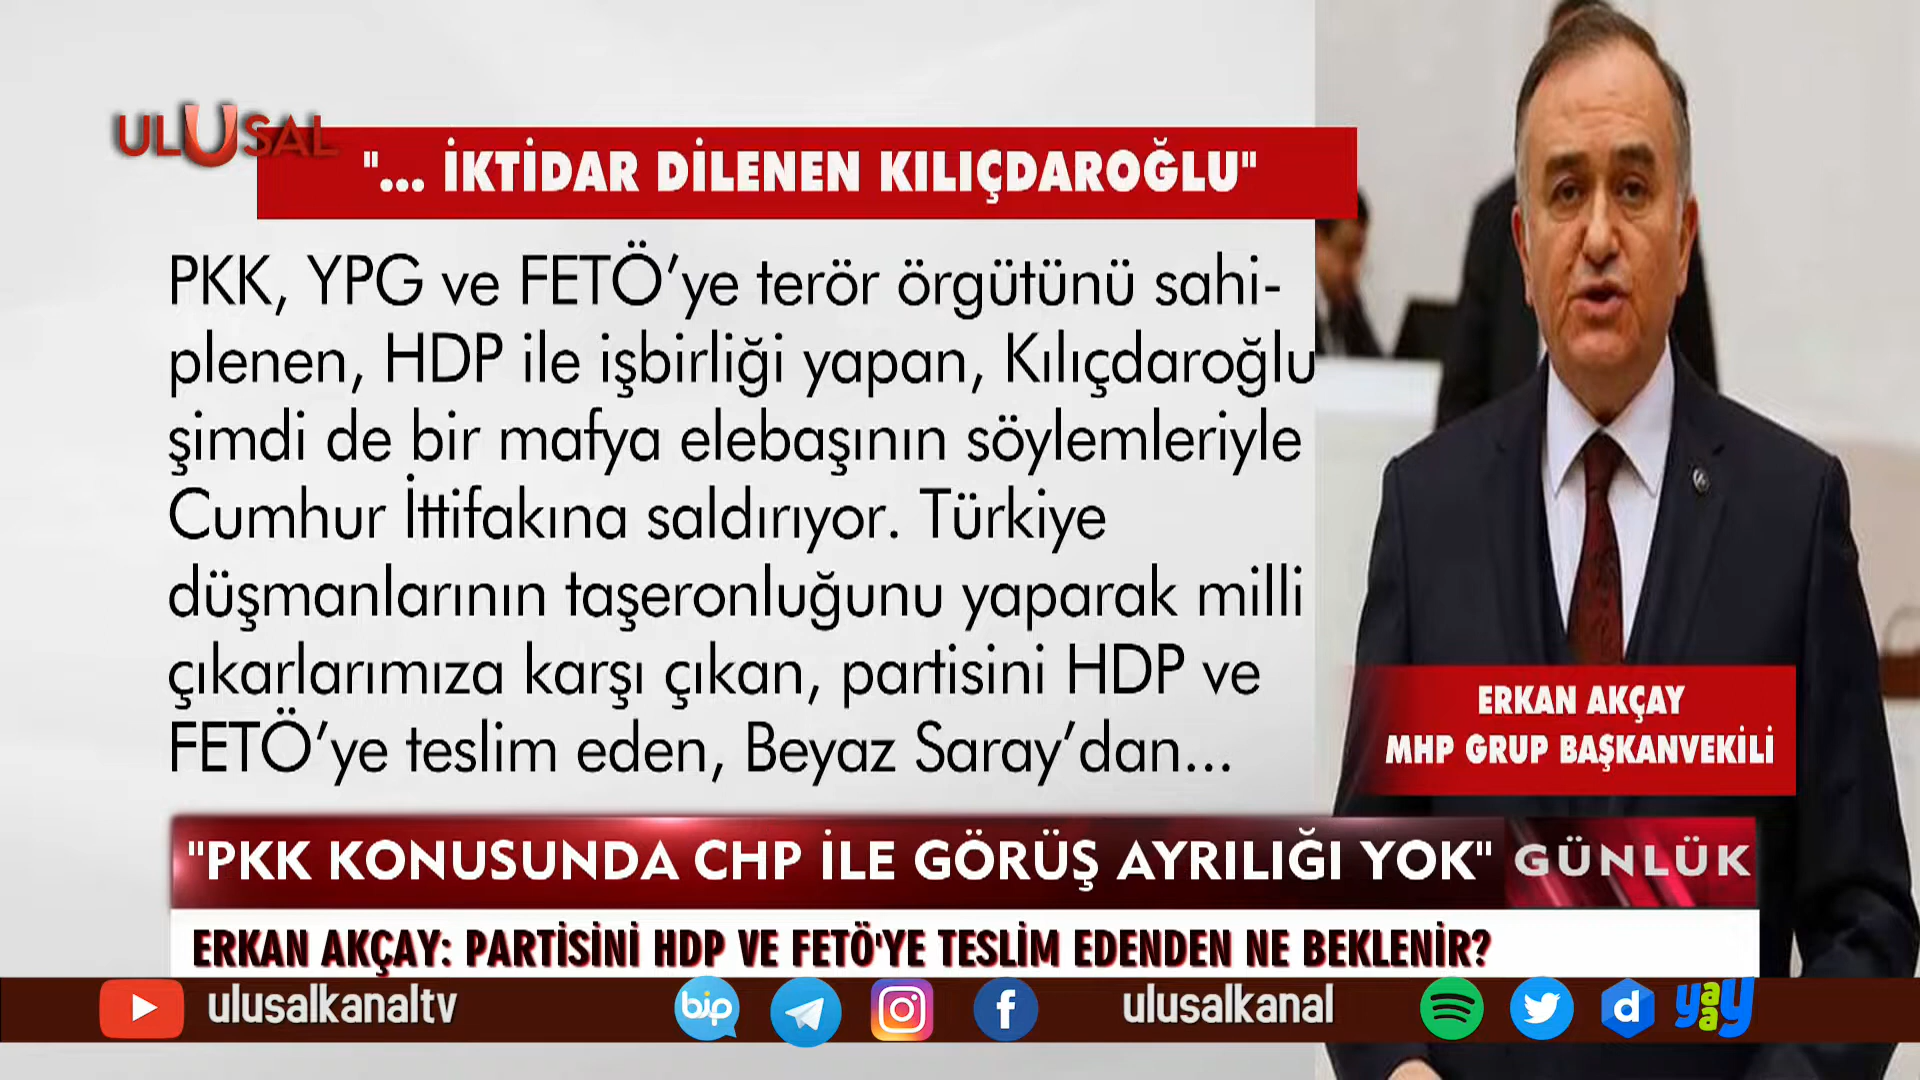 ULUSAL
"... İKTİDAR DİLENEN KILIÇDAROĞLU"
PKK, YPG ve FETÖ’ye terör örgütünü sahi-
plenen, HDP ile işbirliği yapan, Kılıçdaroğlu
şimdi de bir mafya elebaşının söylemleriyle
Cumhur İttifakına saldırıyor. Türkiye
düşmanlarının taşeronluğunu yaparak milli
çıkarlarımıza karşı çıkan, partisini HDP ve
FETÖ’ye teslim eden, Beyaz Saray’dan...
ERKAN AKÇAY
MHP GRUP BAŞKANVEKİLİ
"PKK KONUSUNDA CHP İLE GÖRÜŞ AYRILIĞI YOK" GÜNLÜK
ERKAN AKÇAY: PARTİSİNİ HDP VE FETÖ'YE TESLİM EDENDEN NE BEKLENİR?
ulusalkanaltv bip ulusalkanal d yaay